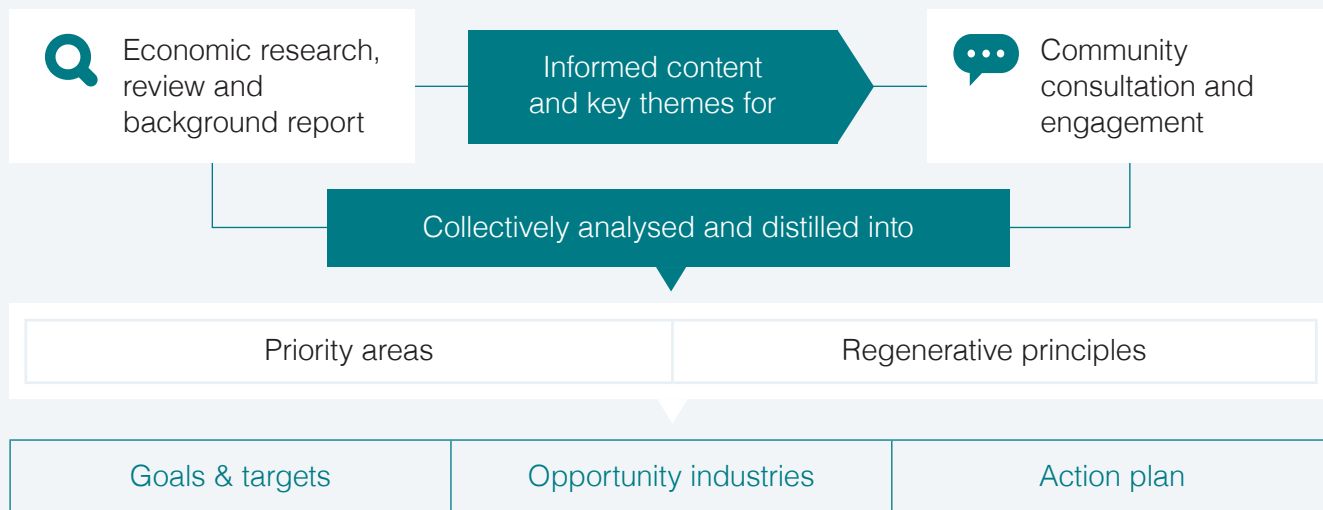 Economic research,
review and
background report
Informed content
and key themes for
Community
consultation and
engagement
Collectively analysed and distilled into
Priority areas
Regenerative principles
Goals & targets
Opportunity industries
Action plan